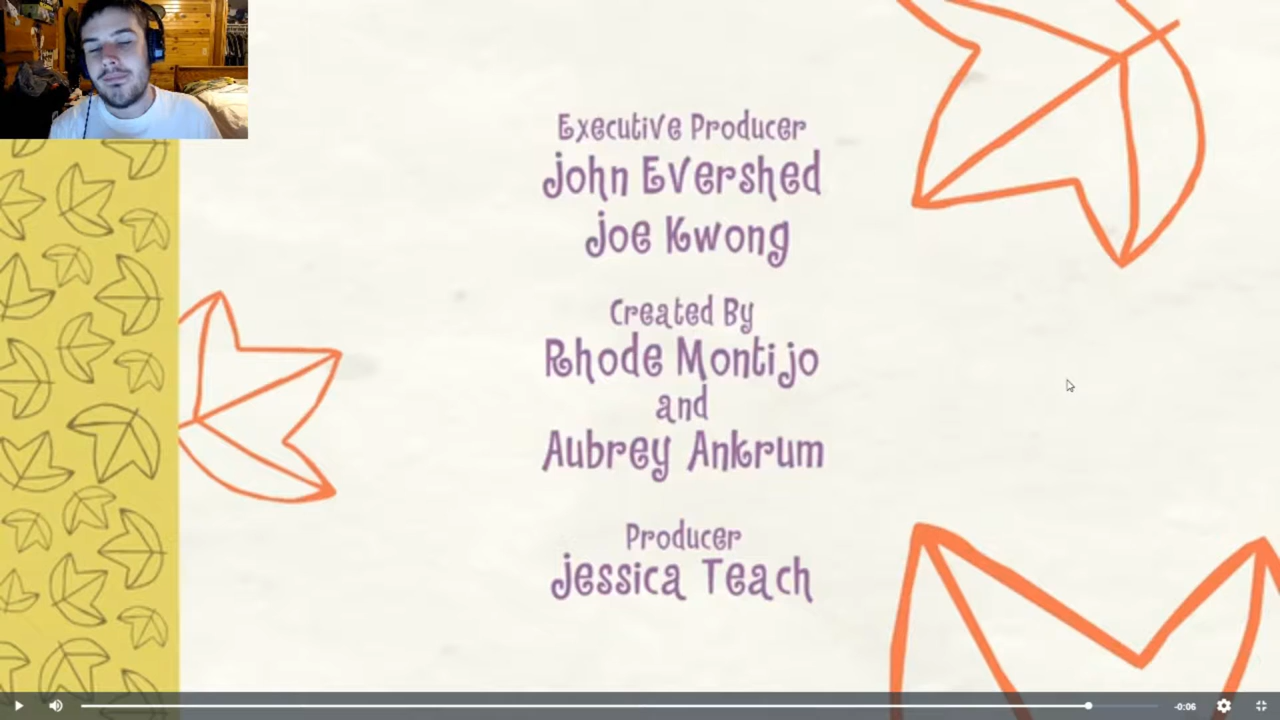 Executive Producer
John Evershed
Joe Kwong
Created By
Rhode Montijo
and
Aubrey Ankrum
Producer
Jessica Teach
-0:06